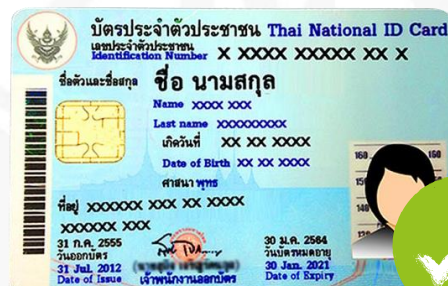 บัตรประจำตัวประชาชน Thai National ID Card
เลขประจำตัวประชาชน
Identification Number X XXXX XXXXX XX X
ชื่อตัวและชื่อสกุล ชื่อ นามสกุล
Name XXXX XXX
Last name XXXXXXXXXX
เกิดวันที่ XX XX XXXX
Date of Birth XX XX XXXX
ศาสนา พุทธ
ที่อยู่ XXXXXXX XXX XX XXXX
XXXXXXX XXX
31 ก.ค. 2555
วันออกบัตร
31 Jul. 2012
Date of Issue
เจ้าพนักงานออกบัตร
30 ม.ค. 2564
วันบัตรหมดอายุ
30 Jan. 2021
Date of Expiry
160 160
150
140